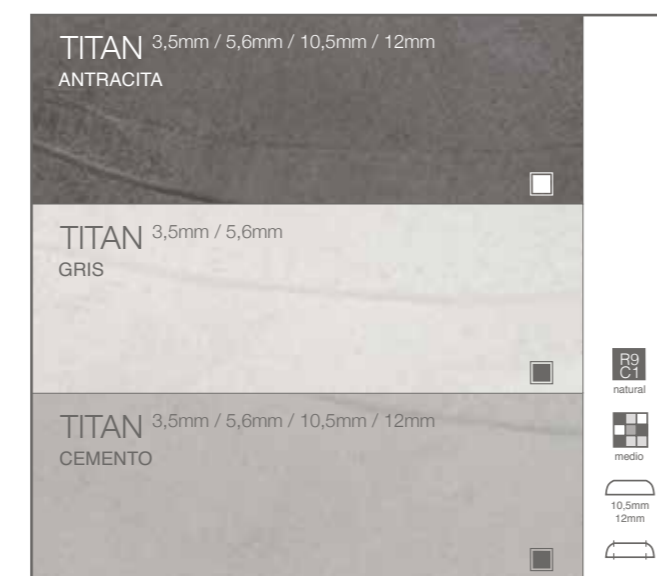 TITAN 3,5mm / 5,6mm / 10,5mm / 12mm
ANTRACITA
TITAN 3,5mm / 5,6mm
GRIS
TITAN 3,5mm / 5,6mm / 10,5mm / 12mm
CEMENTO
R9
C1
natural
medio
10,5mm
12mm